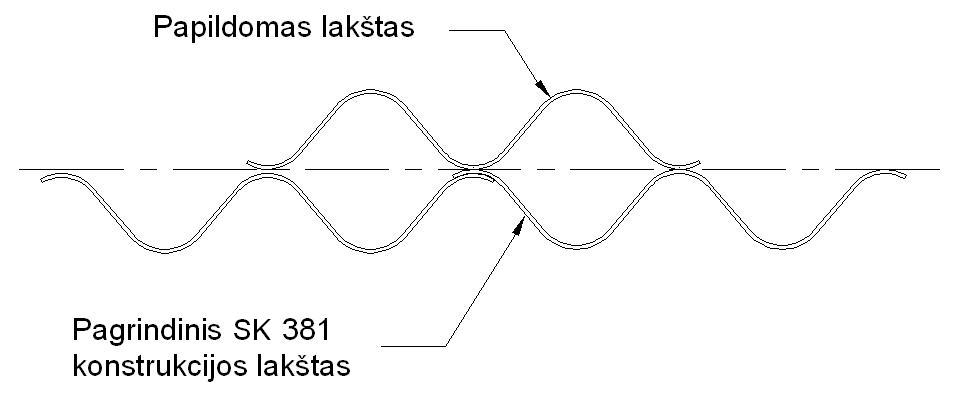 Papildomas lakštas
Pagrindinis SK 381
konstrukcijos lakštas